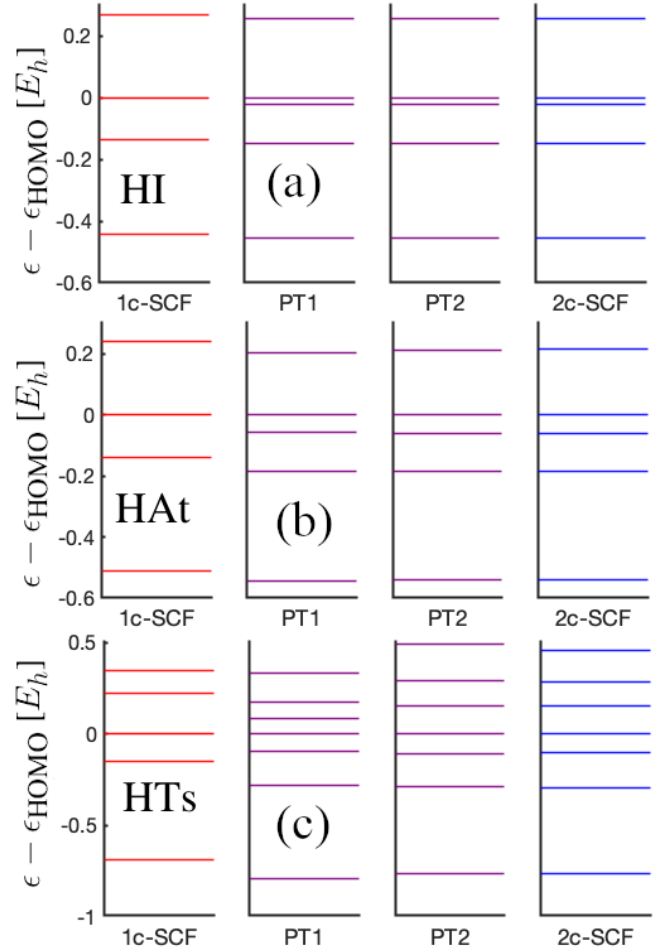 ϵ − ϵHOMO [Eh]
0.2
0
-0.2
-0.4
-0.6
HI
(a)
1c-SCF PT1 PT2 2c-SCF
ϵ − ϵHOMO [Eh]
0.2
0
-0.2
-0.4
-0.6
HAt
(b)
1c-SCF PT1 PT2 2c-SCF
ϵ − ϵHOMO [Eh]
0.5
0
-0.5
-1
HTs
(c)
1c-SCF PT1 PT2 2c-SCF